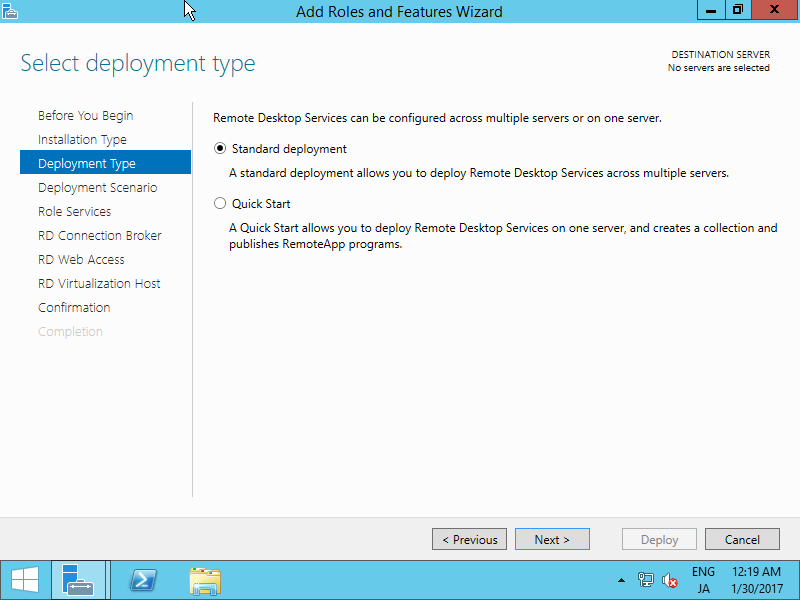 Add Roles and Features Wizard
Select deployment type
DESTINATION SERVER
No servers are selected
Before You Begin
Installation Type
Deployment Type
Deployment Scenario
Role Services
RD Connection Broker
RD Web Access
RD Virtualization Host
Confirmation
Completion
Remote Desktop Services can be configured across multiple servers or on one server.
Standard deployment
A standard deployment allows you to deploy Remote Desktop Services across multiple servers.
Quick Start
A Quick Start allows you to deploy Remote Desktop Services on one server, and creates a collection and
publishes RemoteApp programs.
< Previous
Next >
Deploy
Cancel
ENG
JA
12:19 AM
1/30/2017